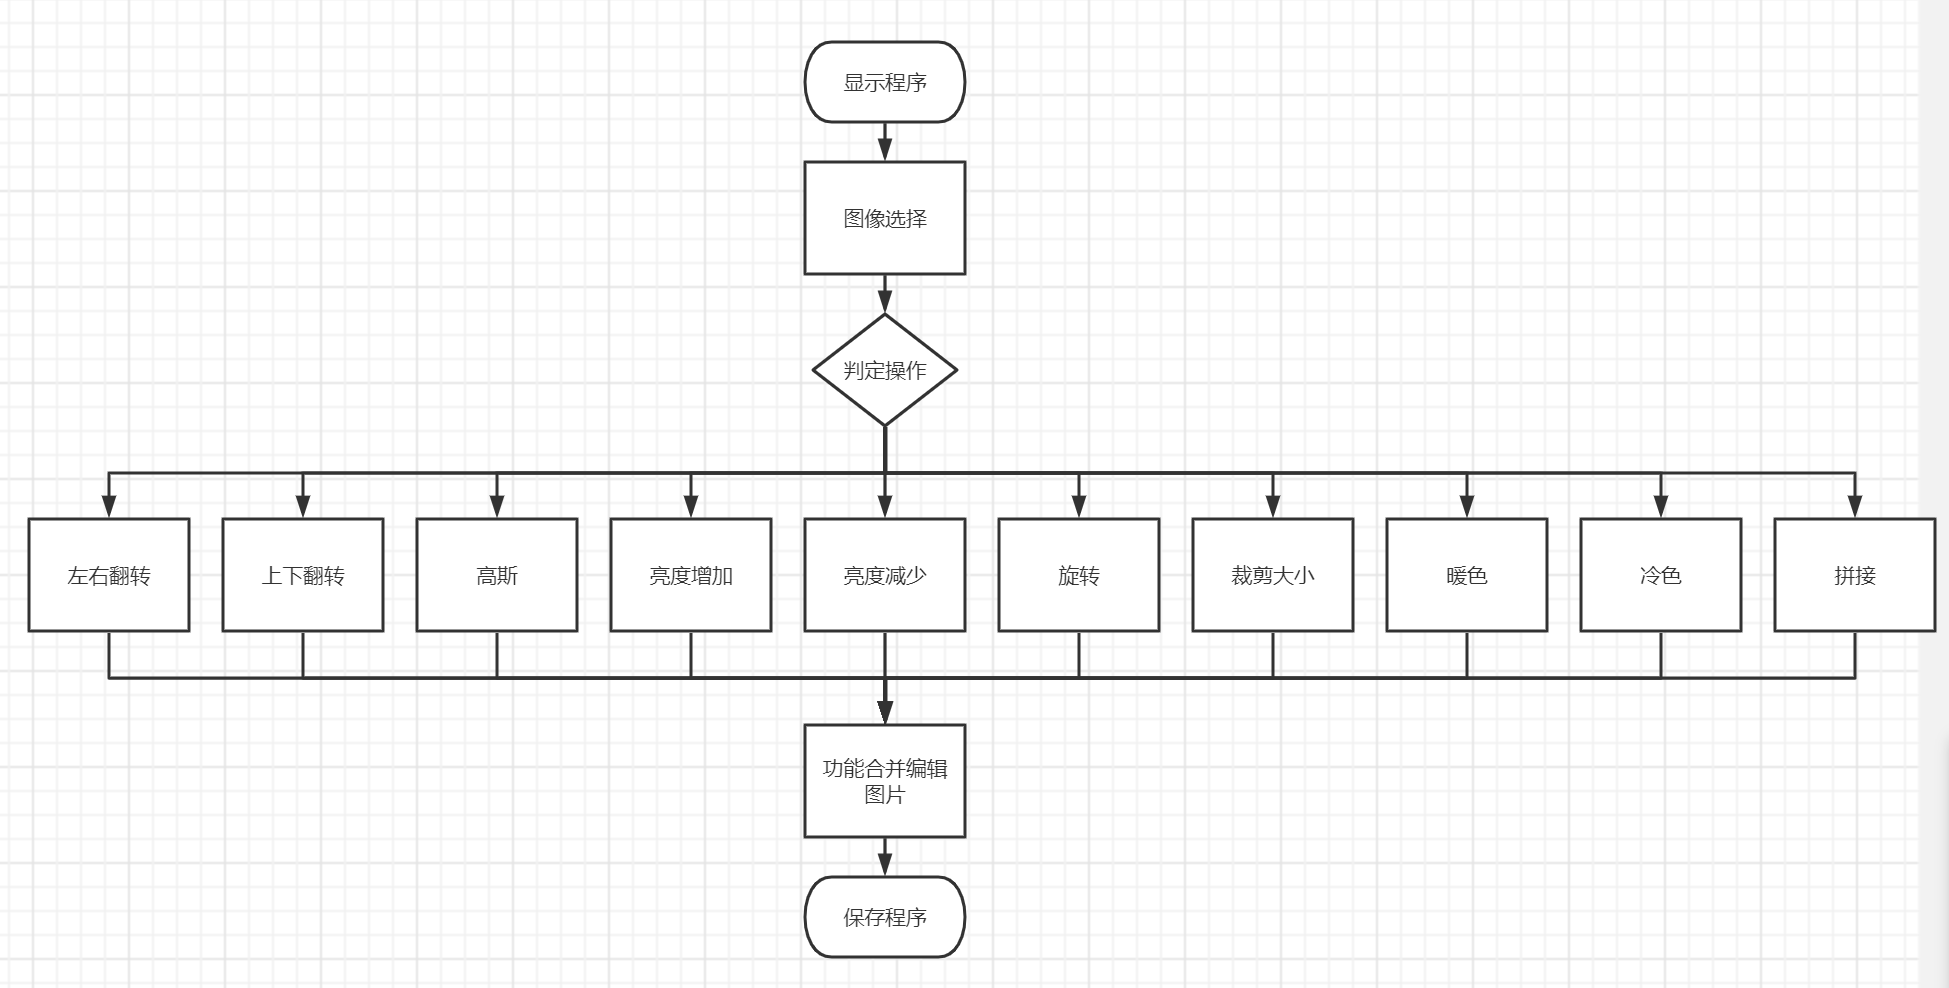 显示程序
图像选择
判定操作
左右翻转
上下翻转
高斯
亮度增加
亮度减少
旋转
裁剪大小
暖色
冷色
拼接
功能合并编辑
图片
保存程序